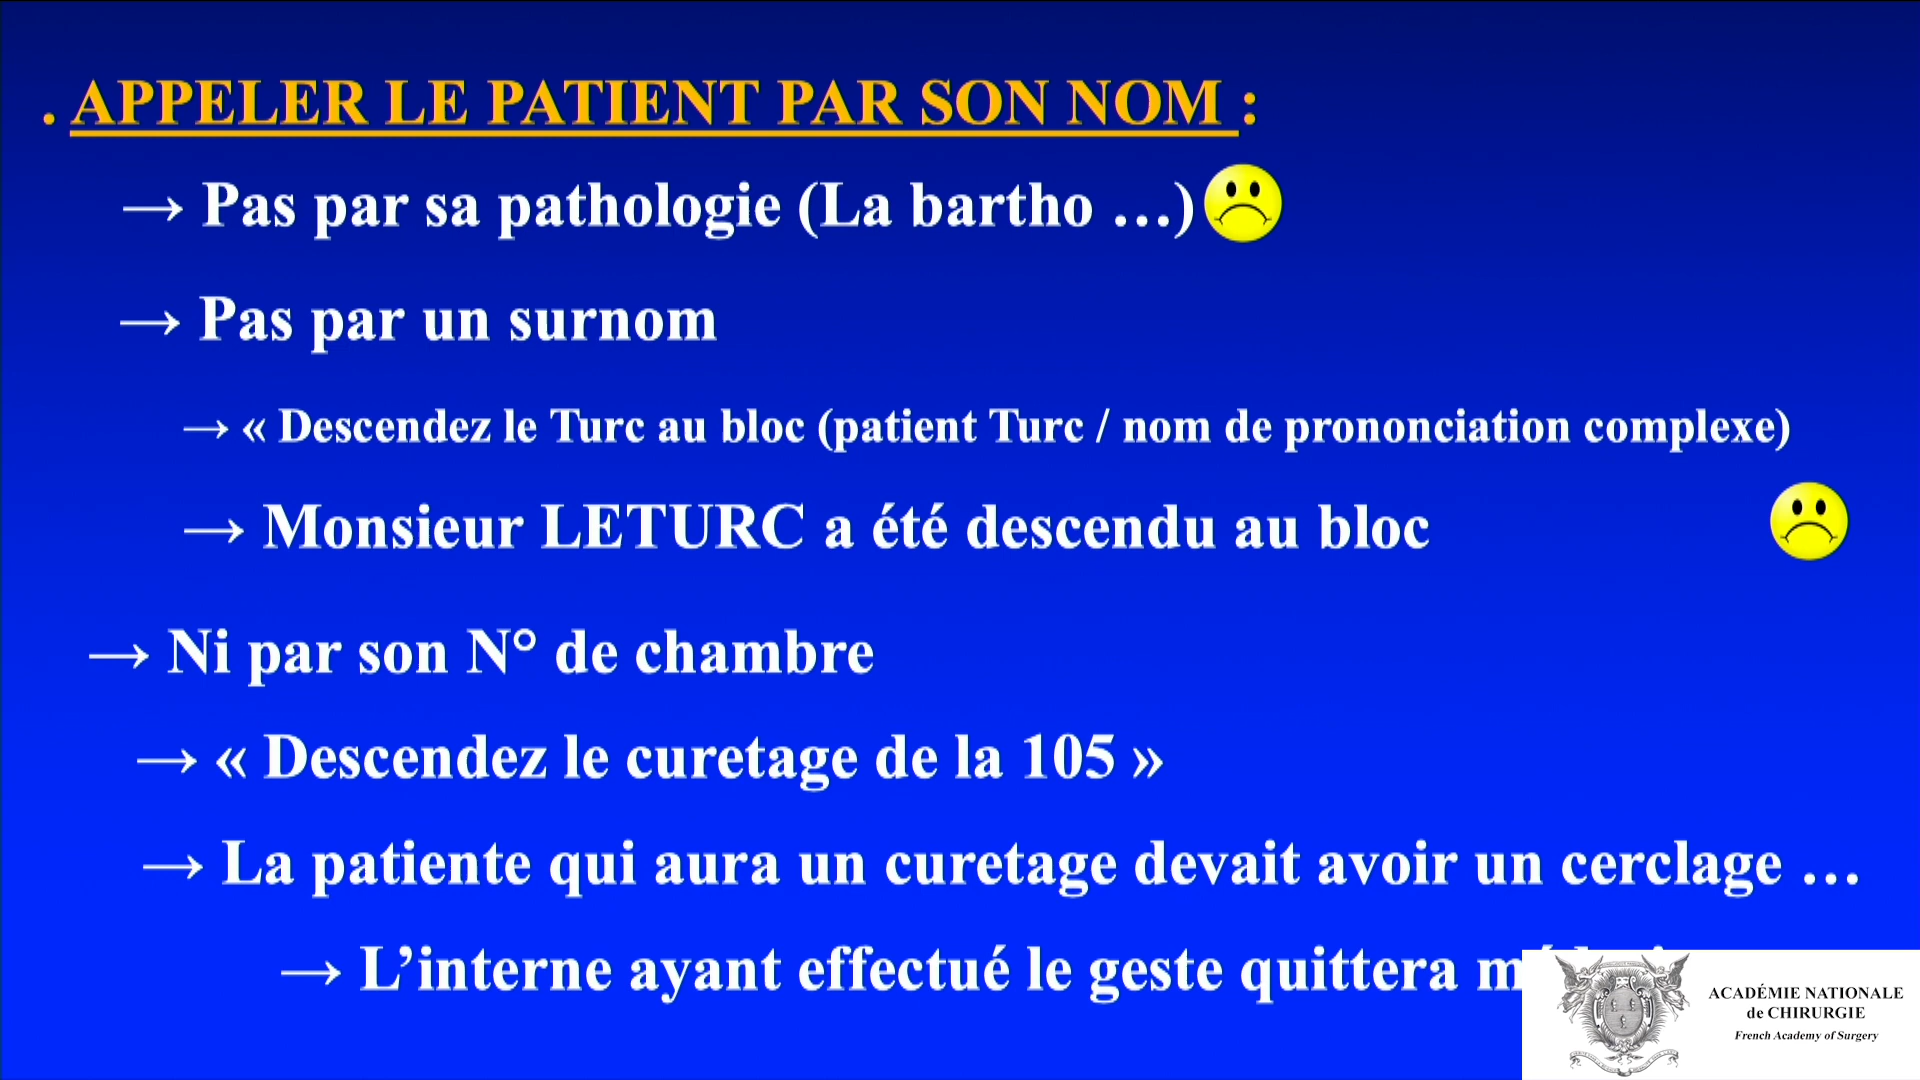 . APPELER LE PATIENT PAR SON NOM :
→ Pas par sa pathologie (La bartho …)
→ Pas par un surnom
→ « Descendez le Turc au bloc (patient Turc / nom de prononciation complexe)
→ Monsieur LETURC a été descendu au bloc
→ Ni par son N° de chambre
→ « Descendez le curetage de la 105 »
→ La patiente qui aura un curetage devait avoir un cerclage …
→ L’interne ayant effectué le geste quittera
ACADÉMIE NATIONALE
de CHIRURGIE
French Academy of Surgery